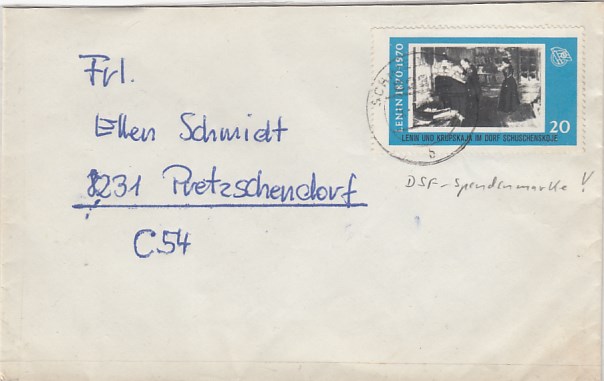 Frl.
Ellen Schmidt
8231 Pretzschendorf
C54
LENIN 1870-1970
20
LENIN UND KRUPSKAJA IM DORF SCHUSCHENSKOJE
b
DSF-Spendenmarke!